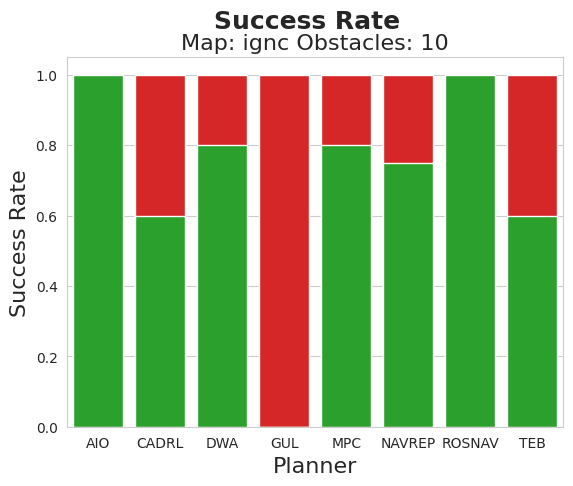 Success Rate
Map: ignc Obstacles: 10
Success Rate
1.0
0.8
0.6
0.4
0.2
0.0
AIO CADRL DWA GUL MPC NAVREP ROSNAV TEB
Planner